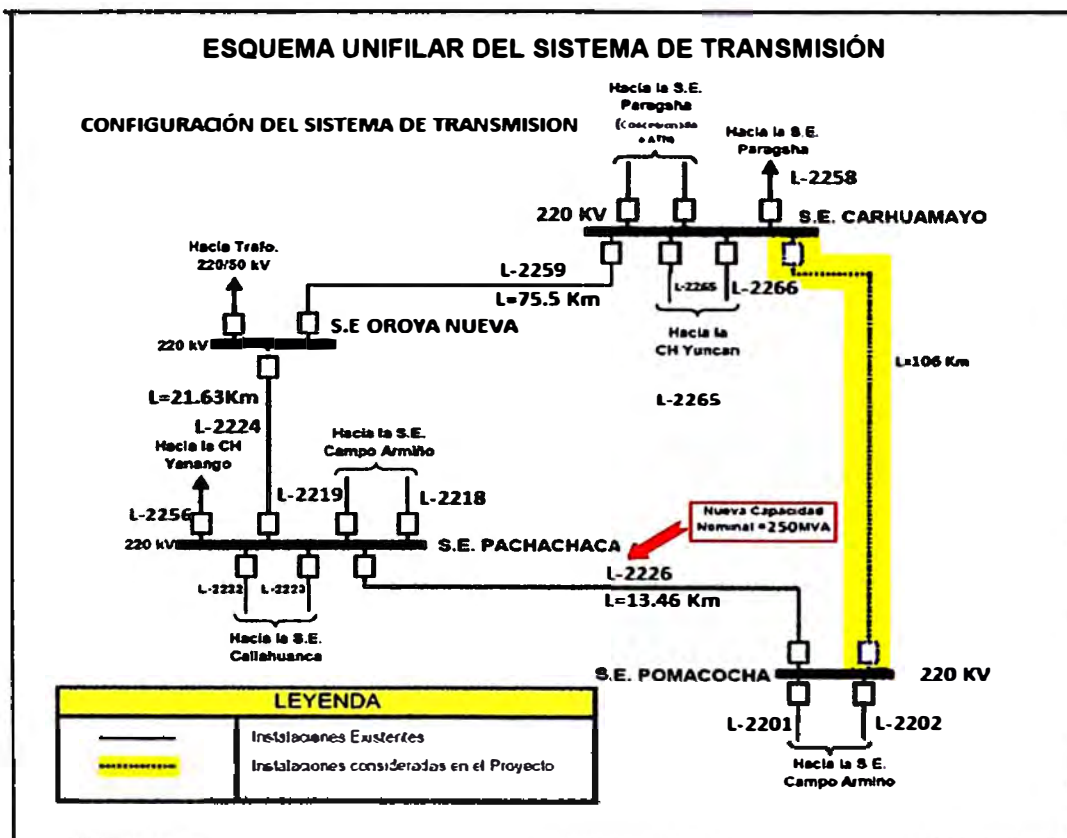 ESQUEMA UNIFILAR DEL SISTEMA DE TRANSMISIÓN
CONFIGURACIÓN DEL SISTEMA DE TRANSMISION
Hacia la S.E.
Paragsha
Hacia la S.E.
Paragsha
L-2258
220 KV
S.E. CARHUAMAYO
Hacia Trafo.
220/50 kV
L-2259
L=75.5 Km
L-2265
L-2266
Hacia la
CH Yuncan
S.E OROYA NUEVA
220 kV
L=106 Km
L=21.63Km
L-2265
L-2224
Hacia la CH
Yanango
Hacia la S.E.
Campo Armiño
L-2256
L-2219
L-2218
Nueva Capacidad
Nominal =250MVA
220 kV
S.E. PACHACHACA
L-2226
L=13.46 Km
L-2223
Hacia la S.E.
Callahuanca
S.E. POMACOCHA
220 KV
L-2201
L-2202
Hacia la S.E.
Campo Armino
LEYENDA
Instalaciones Existentes
Instalaciones consideradas en el Proyecto